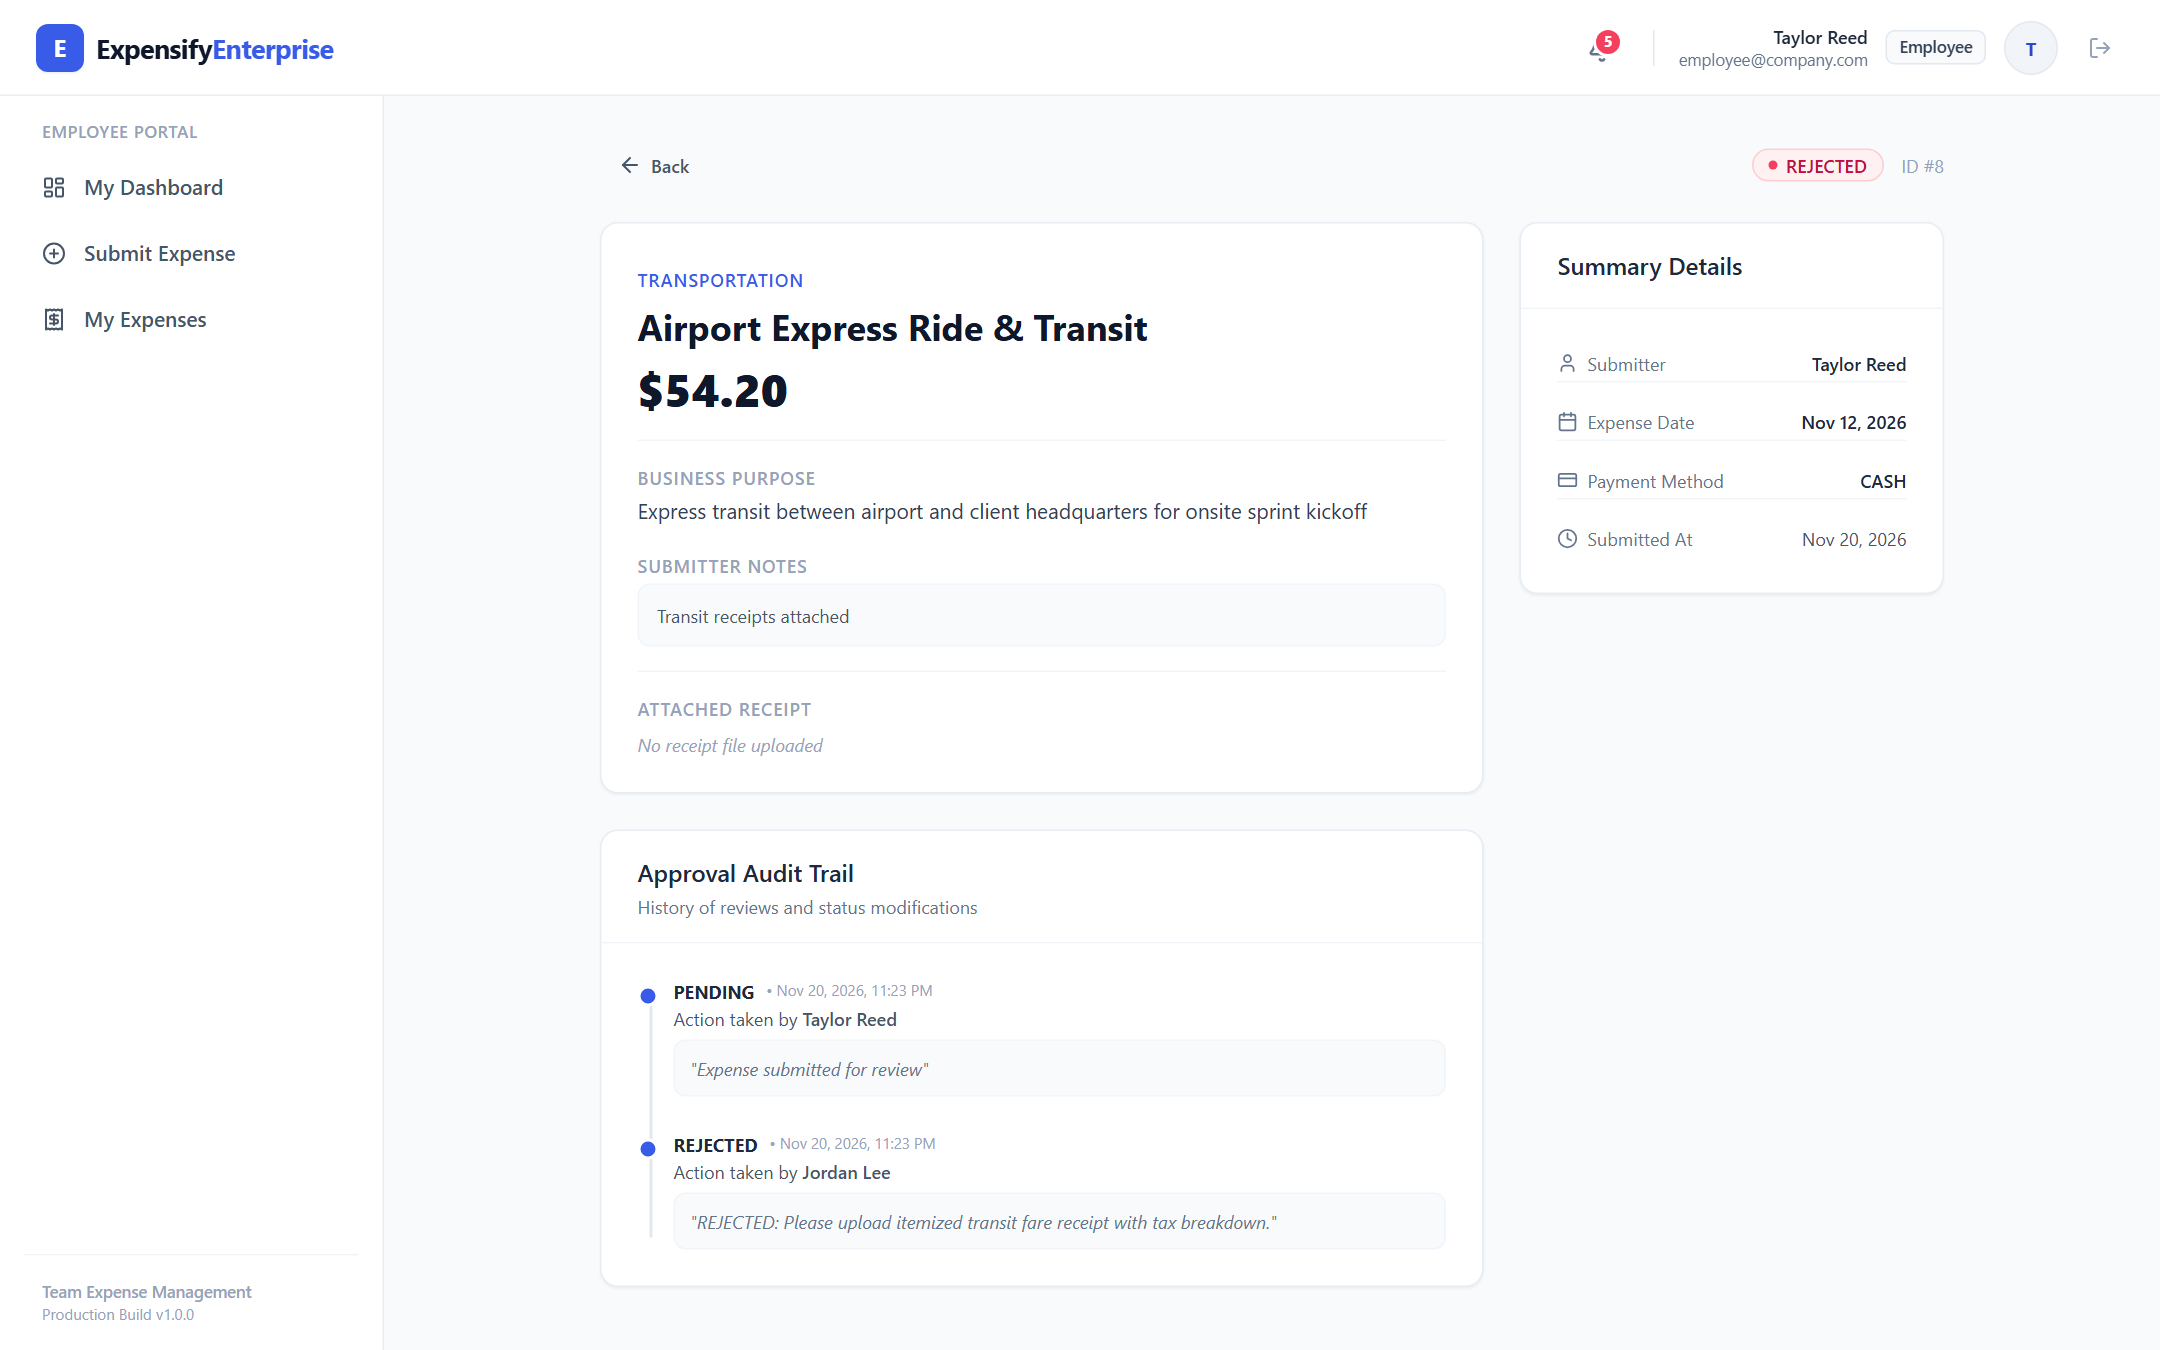 E ExpensifyEnterprise
5
Taylor Reed
employee@company.com
Employee
T
EMPLOYEE PORTAL
My Dashboard
Submit Expense
My Expenses
Team Expense Management
Production Build v1.0.0
Back
REJECTED
ID #8
TRANSPORTATION
Airport Express Ride & Transit
$54.20
BUSINESS PURPOSE
Express transit between airport and client headquarters for onsite sprint kickoff
SUBMITTER NOTES
Transit receipts attached
ATTACHED RECEIPT
No receipt file uploaded
Summary Details
Submitter Taylor Reed
Expense Date Nov 12, 2026
Payment Method CASH
Submitted At Nov 20, 2026
Approval Audit Trail
History of reviews and status modifications
PENDING • Nov 20, 2026, 11:23 PM
Action taken by Taylor Reed
"Expense submitted for review"
REJECTED • Nov 20, 2026, 11:23 PM
Action taken by Jordan Lee
"REJECTED: Please upload itemized transit fare receipt with tax breakdown."